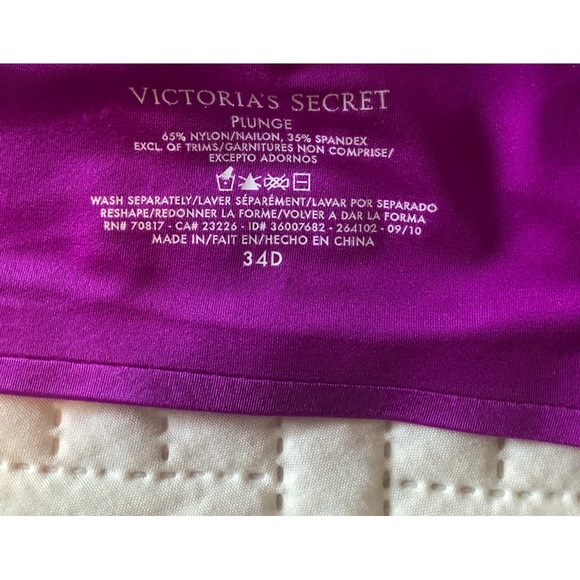 VICTORIA'S SECRET
PLUNGE
65% NYLON/NAILON, 35% SPANDEX
EXCL. OF TRIMS/GARNITURES NON COMPRISE/
EXCEPTO ADORNOS
WASH SEPARATELY/LAVER SÉPARÉMENT/LAVAR POR SEPARADO
RESHAPE/REDONNER LA FORME/VOLVER A DAR LA FORMA
RN# 70817 - CA# 23226 - ID# 36007682 - 264102 - 09/10
MADE IN/FAIT EN/HECHO EN CHINA
34D